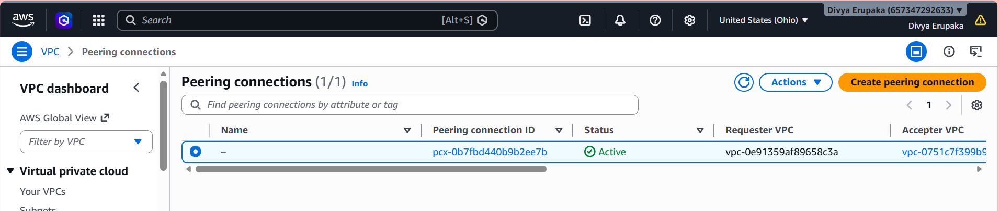 aws
Search
[Alt+S]
United States (Ohio)
Divya Erupaka (657347292633)
Divya Erupaka
VPC
Peering connections
VPC dashboard
AWS Global View
Filter by VPC
Virtual private cloud
Your VPCs
Subnets
Peering connections (1/1) Info
Actions
Create peering connection
Find peering connections by attribute or tag
1
Name Peering connection ID Status Requester VPC Accepter VPC
– pcx-0b7fbd440b9b2ee7b Active vpc-0e91359af89658c3a vpc-0751c7f399b9